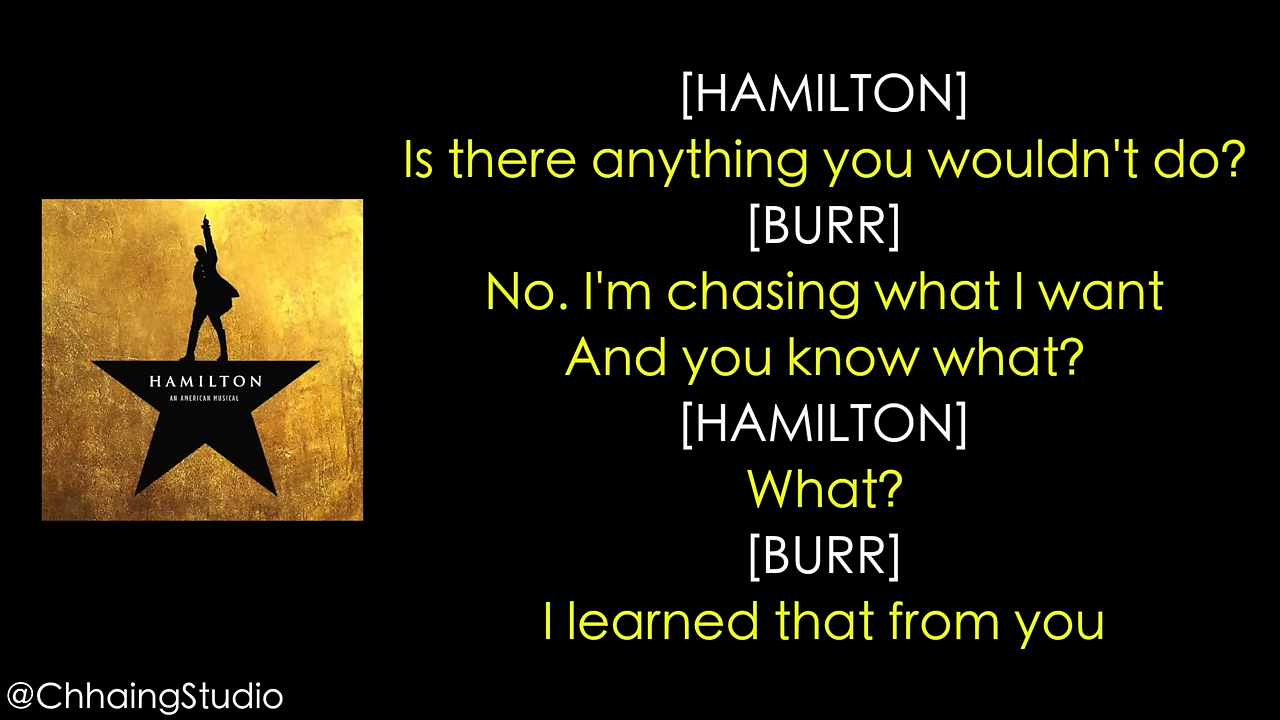 [HAMILTON]
Is there anything you wouldn't do?
[BURR]
No. I'm chasing what I want
And you know what?
[HAMILTON]
What?
[BURR]
I learned that from you
HAMILTON
AN AMERICAN MUSICAL
@ChhaingStudio